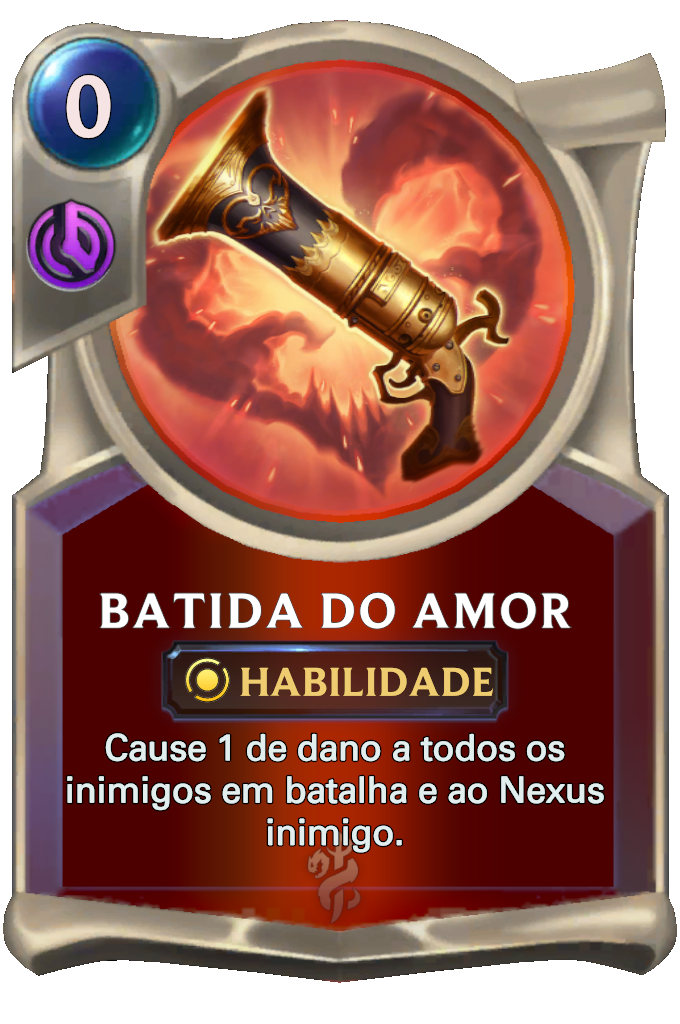 0
BATIDA DO AMOR
HABILIDADE
Cause 1 de dano a todos os
inimigos em batalha e ao Nexus
inimigo.